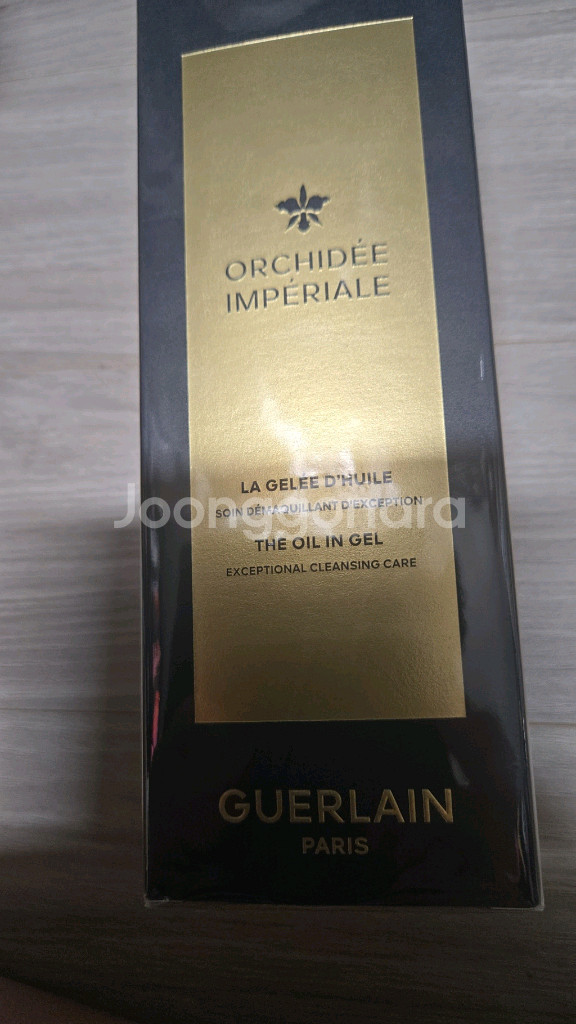 ORCHIDÉE
IMPÉRIALE
LA GELÉE D'HUILE
SOIN DÉMAQUILLANT D'EXCEPTION
Joonggonara
THE OIL IN GEL
EXCEPTIONAL CLEANSING CARE
GUERLAIN
PARIS